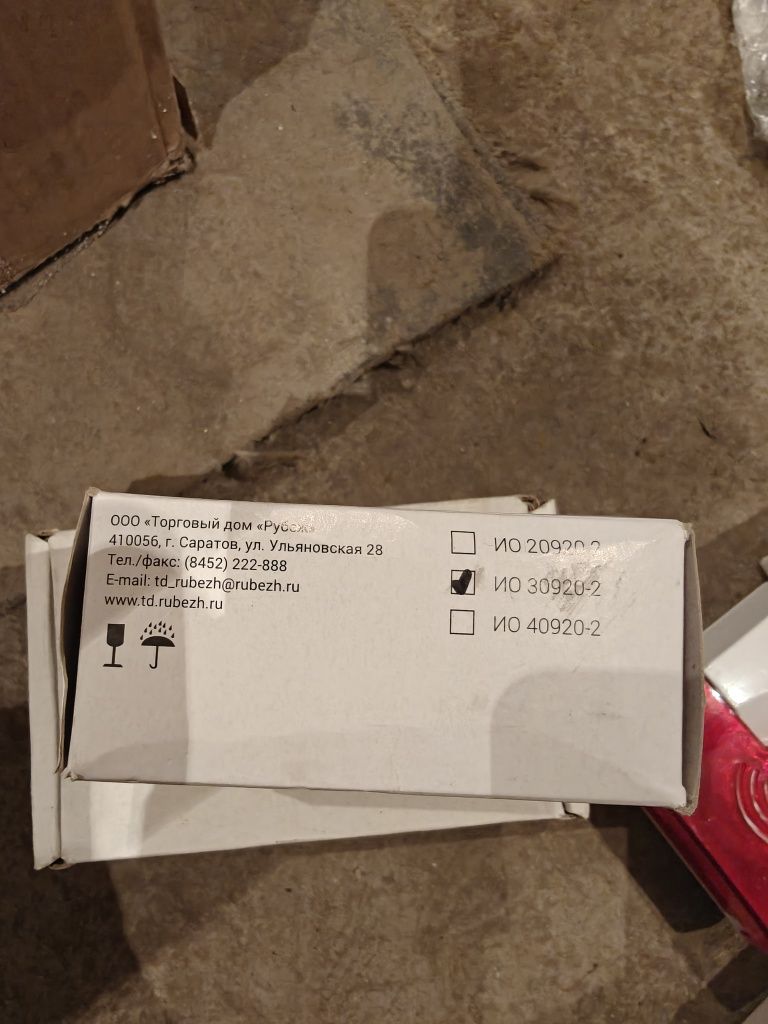 ООО «Торговый дом «Рубеж»
410056, г. Саратов, ул. Ульяновская 28
Тел./факс: (8452) 222-888
E-mail: td_rubezh@rubezh.ru
www.td.rubezh.ru
ИО 20920-2
ИО 30920-2
ИО 40920-2